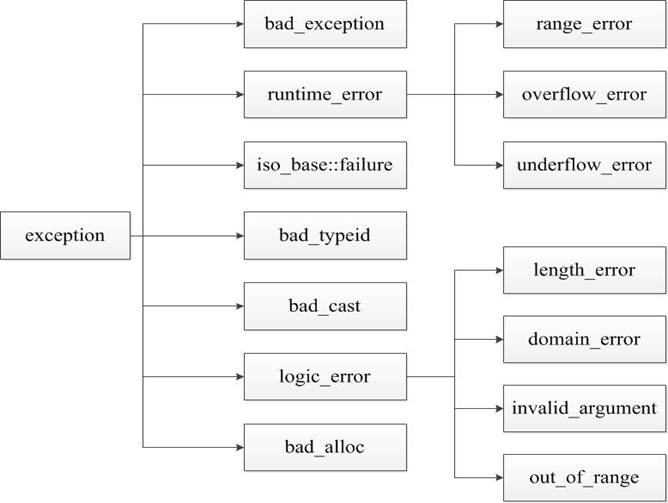 exception
bad_exception
runtime_error
iso_base::failure
bad_typeid
bad_cast
logic_error
bad_alloc
range_error
overflow_error
underflow_error
length_error
domain_error
invalid_argument
out_of_range